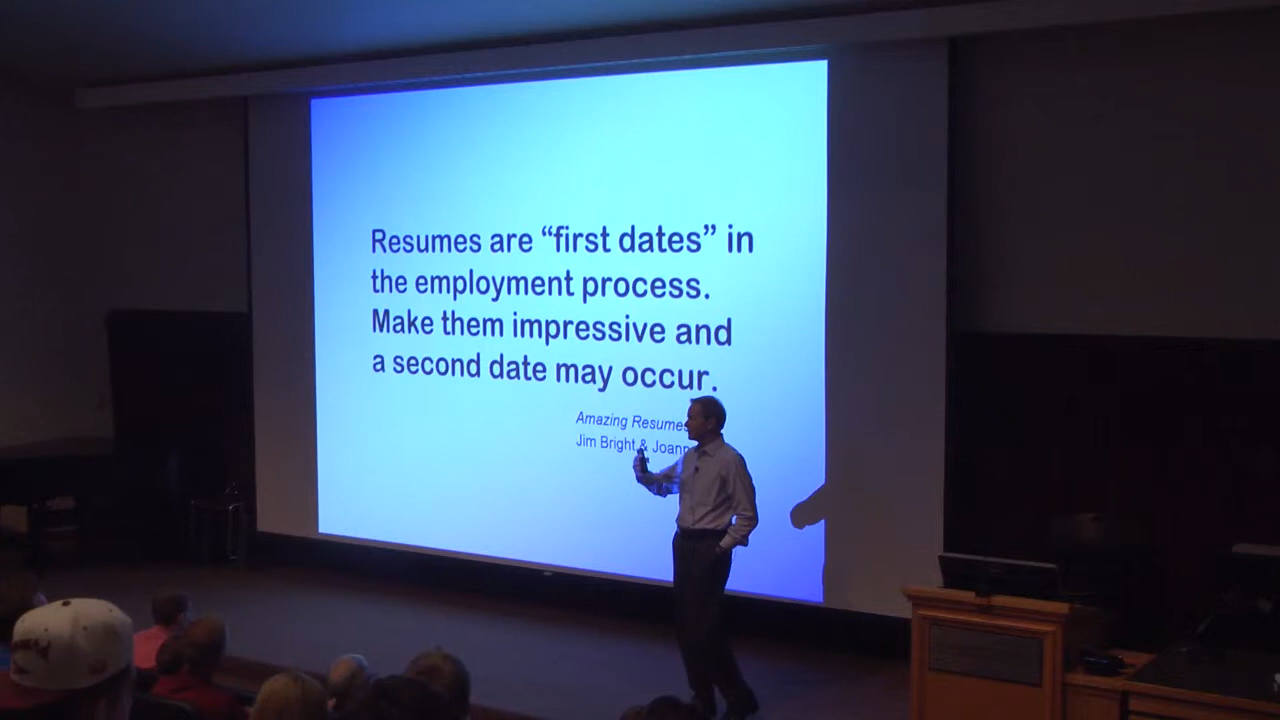 Resumes are “first dates” in
the employment process.
Make them impressive and
a second date may occur.
Amazing Resumes
Jim Bright & Joann